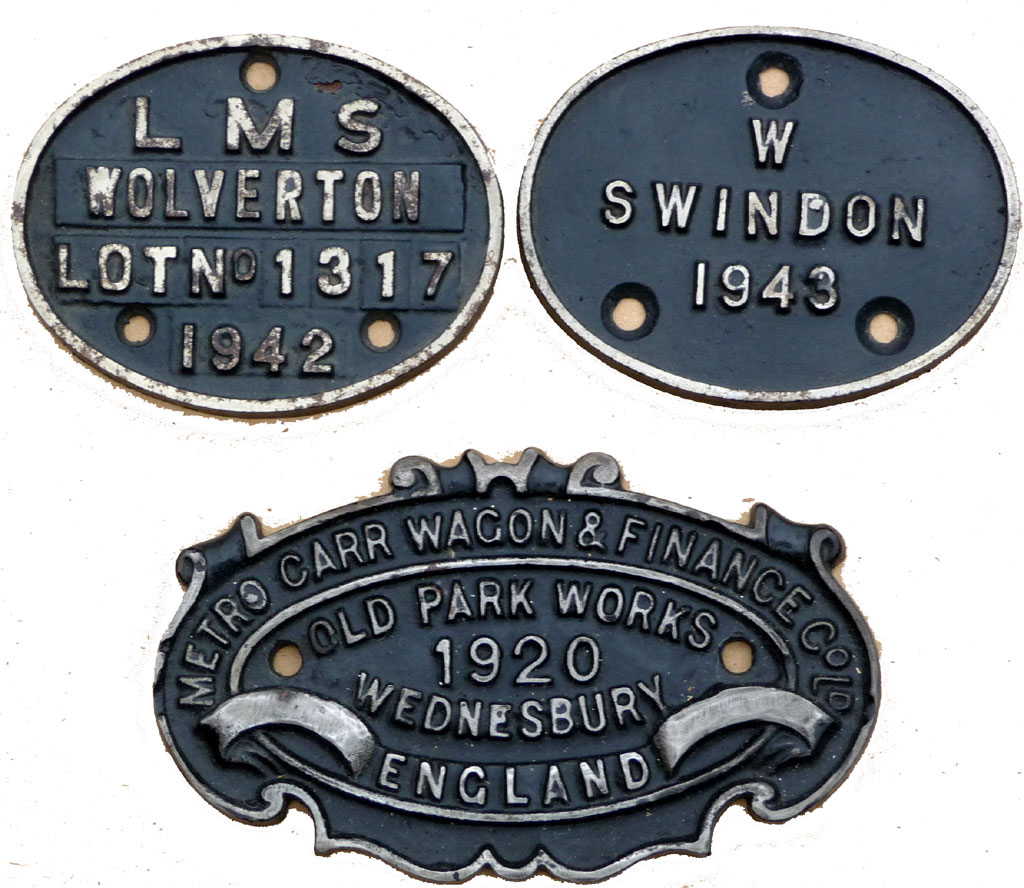 L M S
WOLVERTON
LOT NO 1317
1942
W
SWINDON
1943
METRO CARR WAGON & FINANCE CO LD
OLD PARK WORKS
1920
WEDNESBURY
ENGLAND